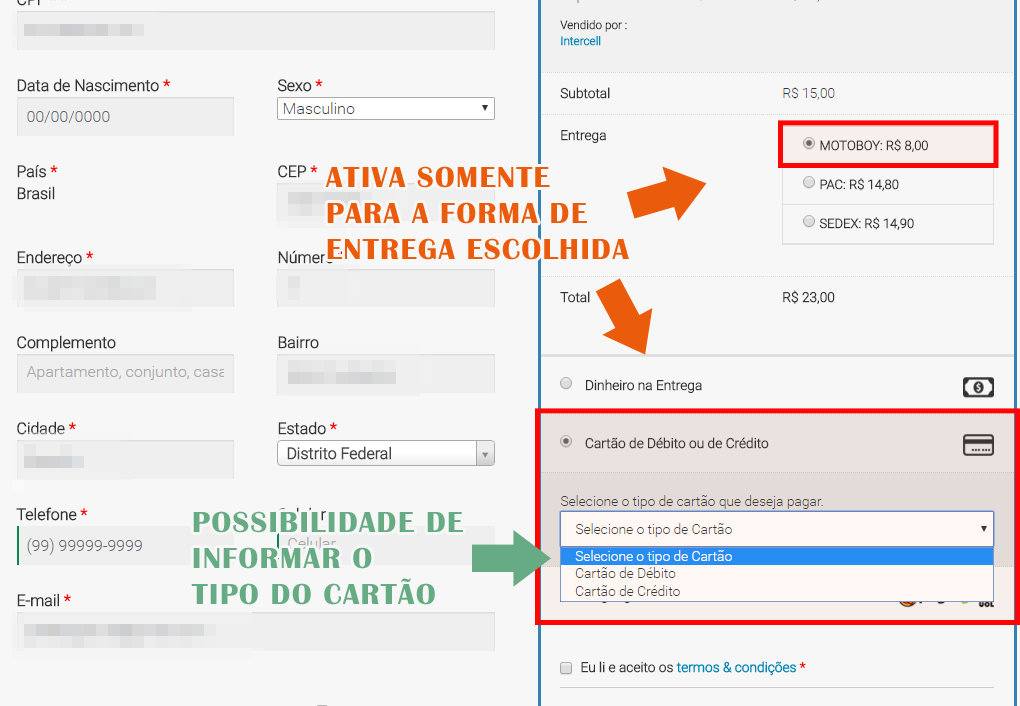 CPF
Data de Nascimento *
00/00/0000
Sexo *
Masculino
País *
Brasil
CEP *
Endereço *
Número
Complemento
Apartamento, conjunto, casa
Bairro
Cidade *
Estado *
Distrito Federal
Telefone *
(99) 99999-9999
Celular
E-mail *
ATIVA SOMENTE
PARA A FORMA DE
ENTREGA ESCOLHIDA
POSSIBILIDADE DE
INFORMAR O
TIPO DO CARTÃO
Vendido por :
Intercell
Subtotal
R$ 15,00
Entrega
MOTOBOY: R$ 8,00
PAC: R$ 14,80
SEDEX: R$ 14,90
Total
R$ 23,00
Dinheiro na Entrega
Cartão de Débito ou de Crédito
Selecione o tipo de cartão que deseja pagar.
Selecione o tipo de Cartão
Selecione o tipo de Cartão
Cartão de Débito
Cartão de Crédito
Eu li e aceito os termos & condições *